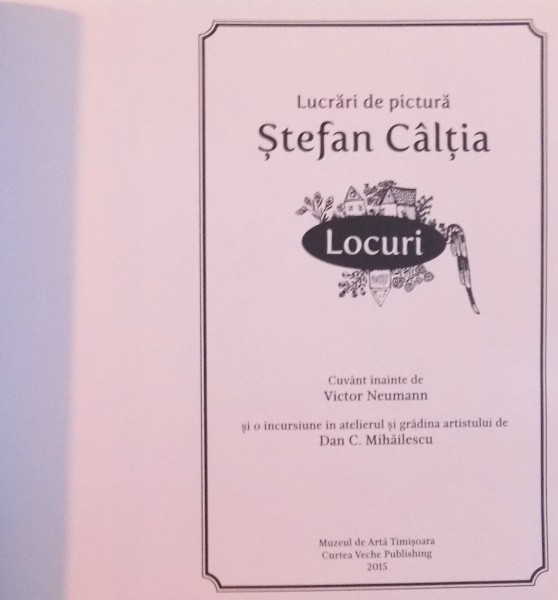 Lucrări de pictură
Ștefan Câlția
Locuri
Cuvânt înainte de
Victor Neumann
și o incursiune în atelierul și grădina artistului de
Dan C. Mihăilescu
Muzeul de Artă Timișoara
Curtea Veche Publishing
2015